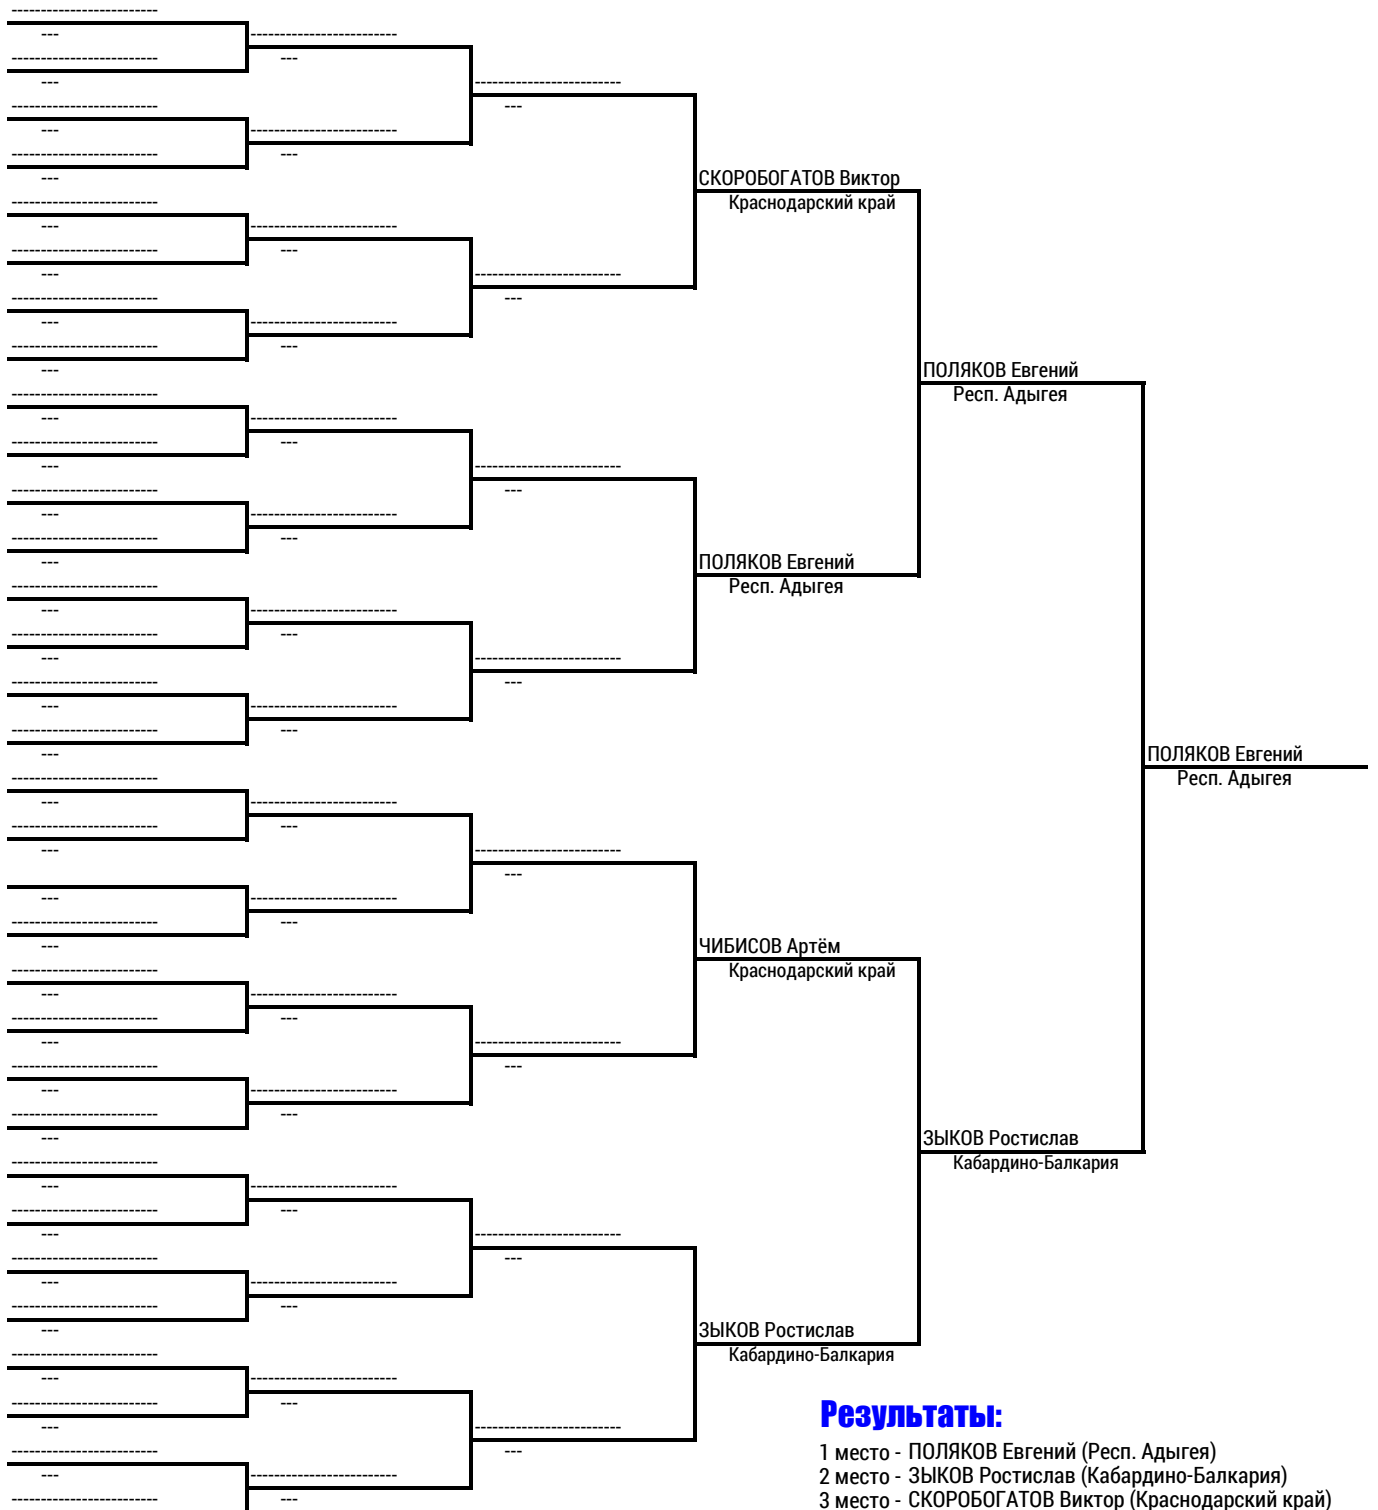 СКОРОБОГАТОВ Виктор
Краснодарский край
ПОЛЯКОВ Евгений
Респ. Адыгея
ПОЛЯКОВ Евгений
Респ. Адыгея
ПОЛЯКОВ Евгений
Респ. Адыгея
ЧИБИСОВ Артём
Краснодарский край
ЗЫКОВ Ростислав
Кабардино-Балкария
ЗЫКОВ Ростислав
Кабардино-Балкария
Результаты:
1 место - ПОЛЯКОВ Евгений (Респ. Адыгея)
2 место - ЗЫКОВ Ростислав (Кабардино-Балкария)
3 место - СКОРОБОГАТОВ Виктор (Краснодарский край)